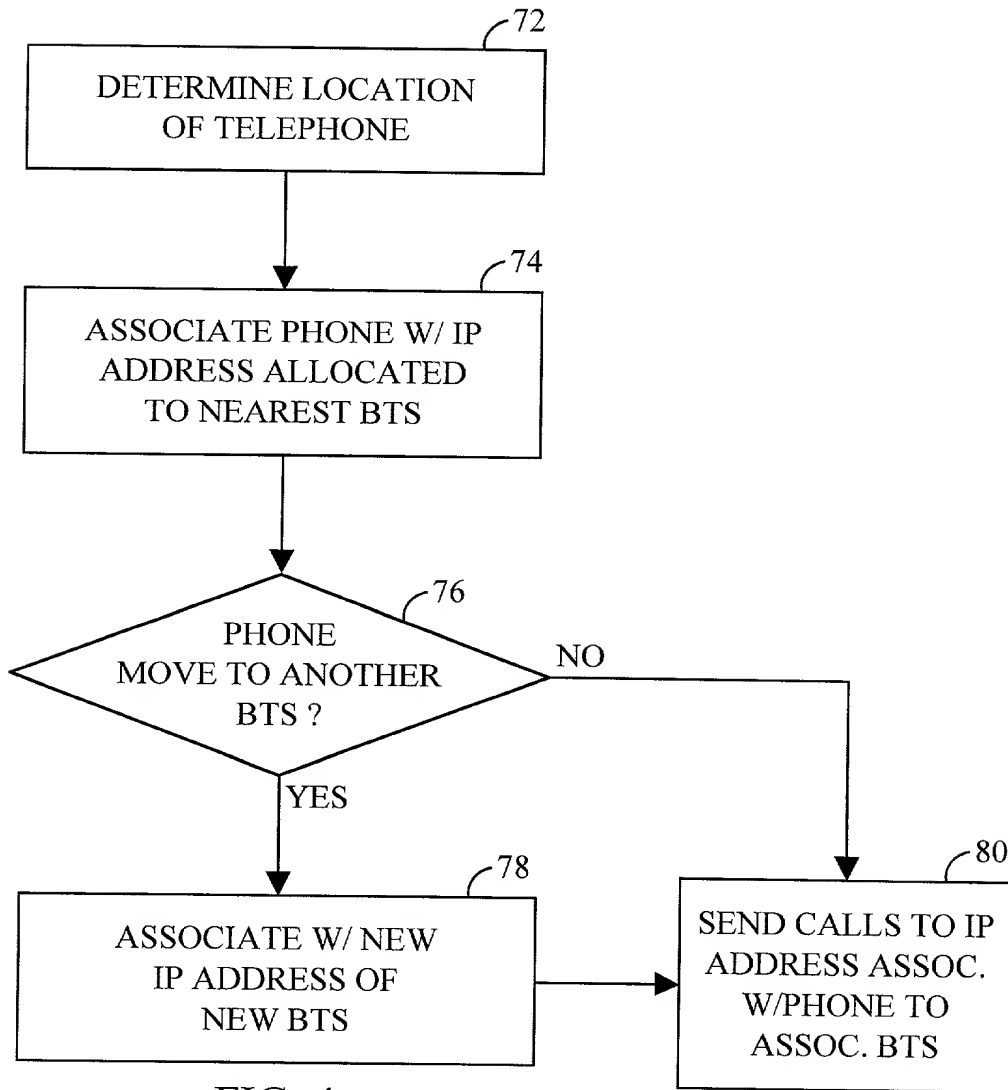 72
DETERMINE LOCATION
OF TELEPHONE
74
ASSOCIATE PHONE W/ IP
ADDRESS ALLOCATED
TO NEAREST BTS
76
PHONE
MOVE TO ANOTHER
BTS ?
NO
YES
78
ASSOCIATE W/ NEW
IP ADDRESS OF
NEW BTS
80
SEND CALLS TO IP
ADDRESS ASSOC.
W/PHONE TO
ASSOC. BTS